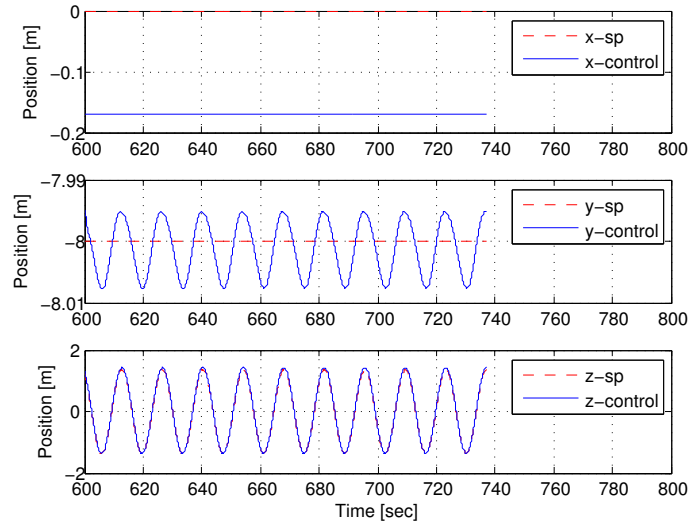 0
−0.1
−0.2
Position [m]
600 620 640 660 680 700 720 740 760 780 800
x−sp
x−control
−7.99
−8
−8.01
Position [m]
600 620 640 660 680 700 720 740 760 780 800
y−sp
y−control
2
0
−2
Position [m]
600 620 640 660 680 700 720 740 760 780 800
z−sp
z−control
Time [sec]